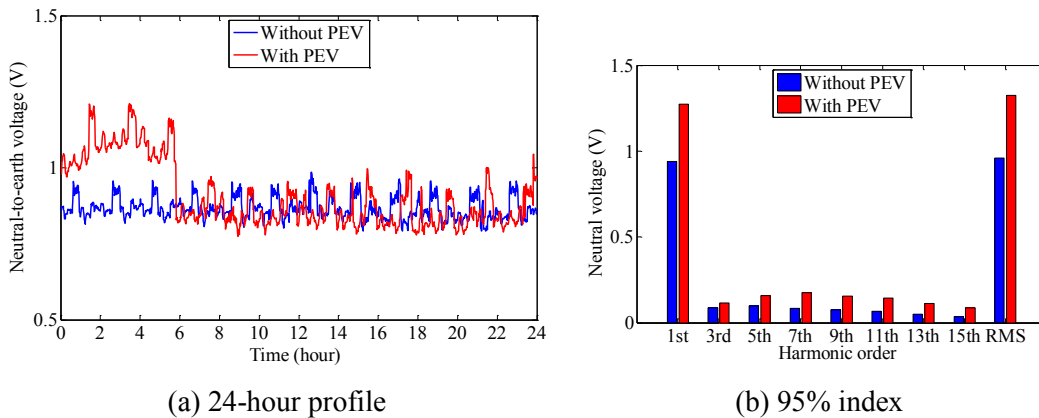 1.5
1
0.5
Neutral-to-earth voltage (V)
Without PEV
With PEV
0 2 4 6 8 10 12 14 16 18 20 22 24
Time (hour)
(a) 24-hour profile
1.5
1
0.5
0
Neutral voltage (V)
Without PEV
With PEV
1st 3rd 5th 7th 9th 11th 13th 15th RMS
Harmonic order
(b) 95% index